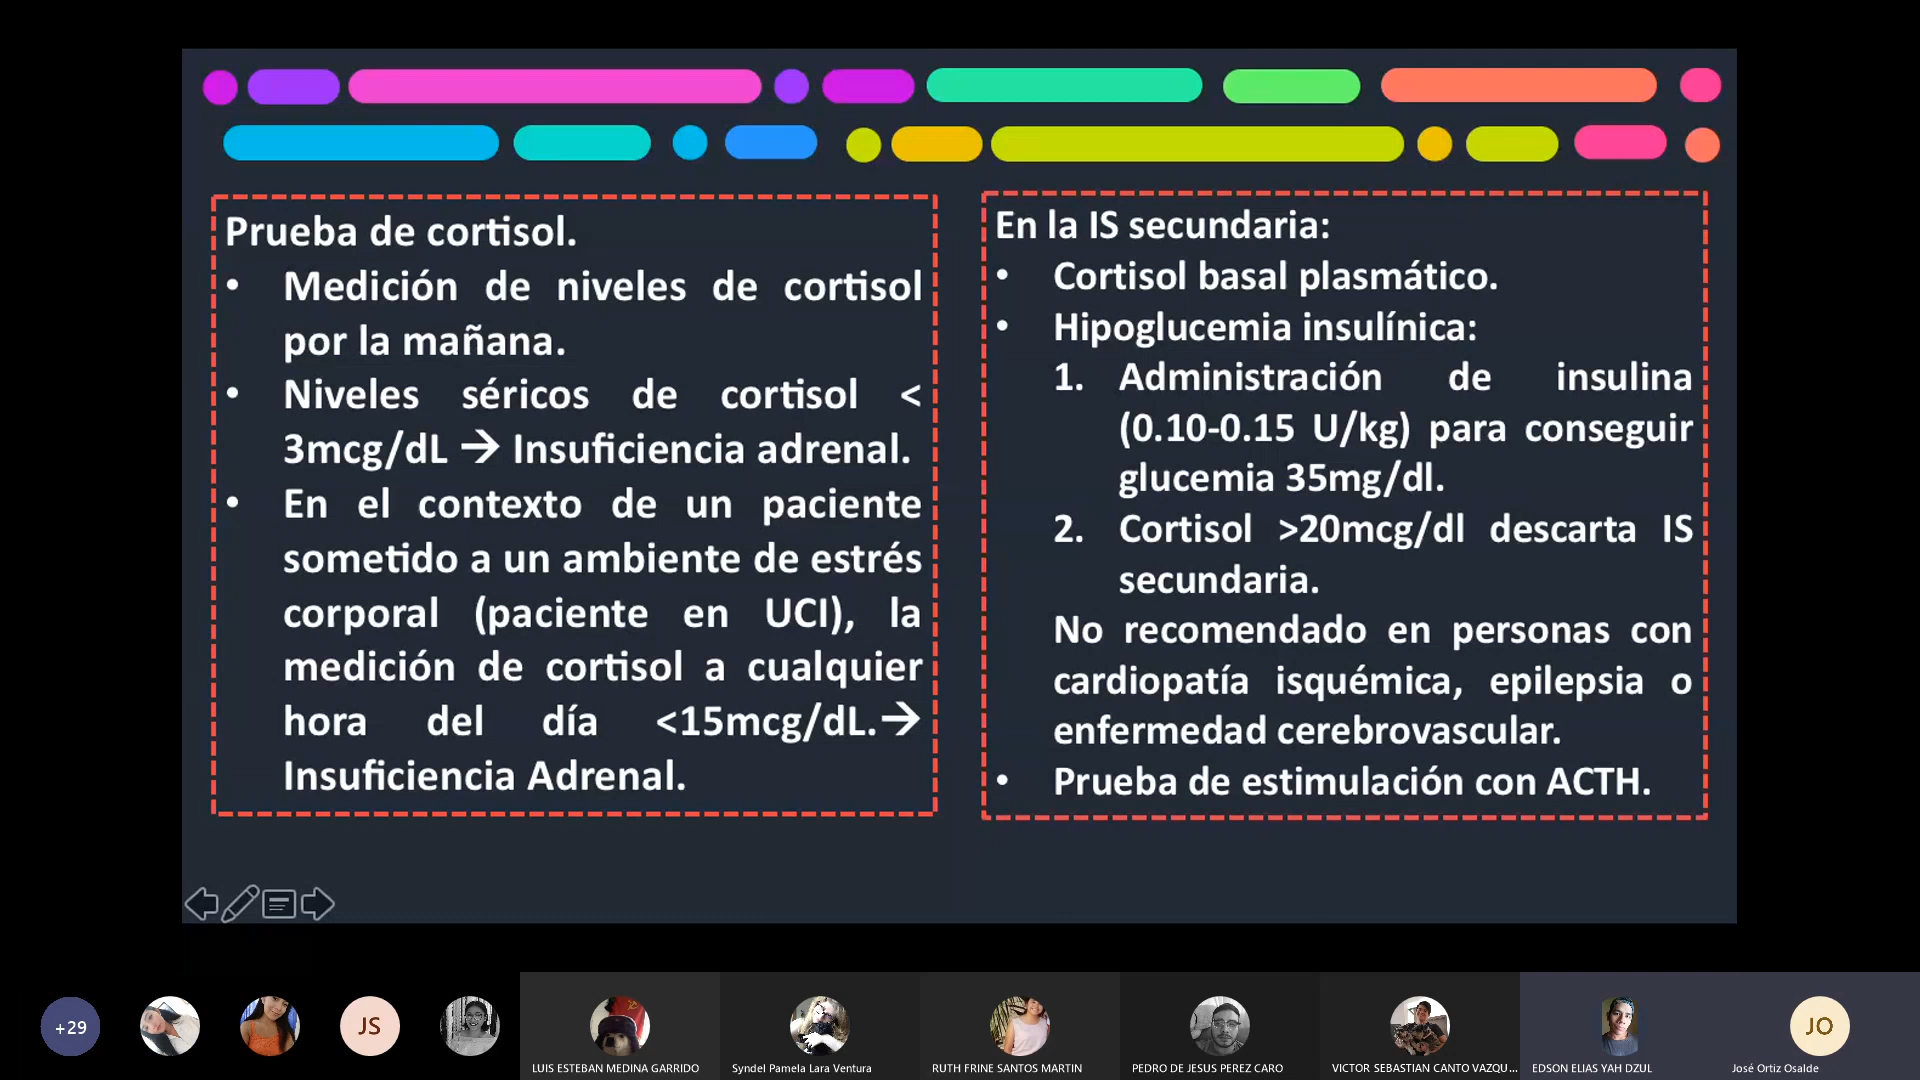 Prueba de cortisol.
• Medición de niveles de cortisol
por la mañana.
• Niveles séricos de cortisol <
3mcg/dL → Insuficiencia adrenal.
• En el contexto de un paciente
sometido a un ambiente de estrés
corporal (paciente en UCI), la
medición de cortisol a cualquier
hora del día <15mcg/dL.→
Insuficiencia Adrenal.
En la IS secundaria:
• Cortisol basal plasmático.
• Hipoglucemia insulínica:
1. Administración de insulina
(0.10-0.15 U/kg) para conseguir
glucemia 35mg/dl.
2. Cortisol >20mcg/dl descarta IS
secundaria.
No recomendado en personas con
cardiopatía isquémica, epilepsia o
enfermedad cerebrovascular.
• Prueba de estimulación con ACTH.
+29
JS
JO
LUIS ESTEBAN MEDINA GARRIDO
Syndel Pamela Lara Ventura
RUTH FRINE SANTOS MARTIN
PEDRO DE JESUS PEREZ CARO
VICTOR SEBASTIAN CANTO VAZQU...
EDSON ELIAS YAH DZUL
José Ortiz Osalde